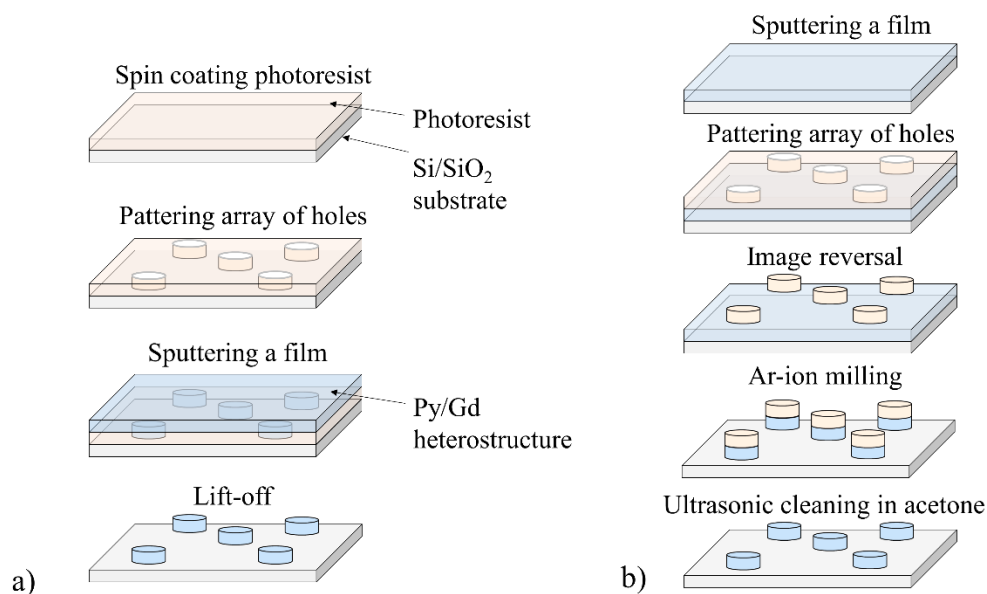 Spin coating photoresist
Photoresist
Si/SiO₂
substrate
Pattering array of holes
Sputtering a film
Py/Gd
heterostructure
Lift-off
a)
Sputtering a film
Pattering array of holes
Image reversal
Ar-ion milling
Ultrasonic cleaning in acetone
b)